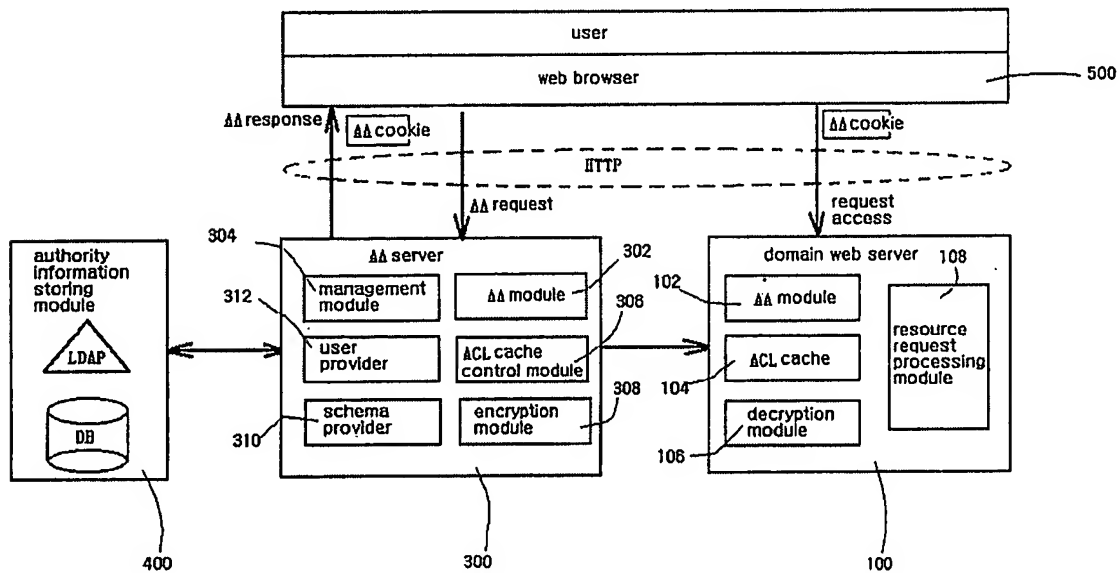 user
web browser
500
AA response
AA cookie
AA cookie
HTTP
AA request
request
access
authority
information
storing
module
LDAP
DB
400
304
312
310
AA server
management
module
AA module
user
provider
ACL cache
control module
schema
provider
encryption
module
302
306
308
300
domain web server
108
102
AA module
104
ACL cache
106
decryption
module
resource
request
processing
module
100